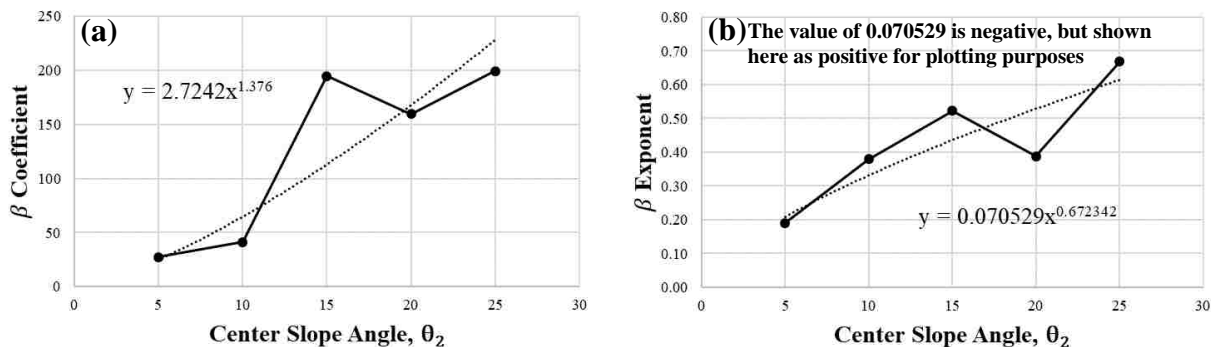 (a)
250
200
150
100
50
0
y = 2.7242x^1.376
β Coefficient
0 5 10 15 20 25 30
Center Slope Angle, θ₂
(b) The value of 0.070529 is negative, but shown
here as positive for plotting purposes
0.80
0.70
0.60
0.50
0.40
0.30
0.20
0.10
0.00
y = 0.070529x^0.672342
β Exponent
0 5 10 15 20 25 30
Center Slope Angle, θ₂